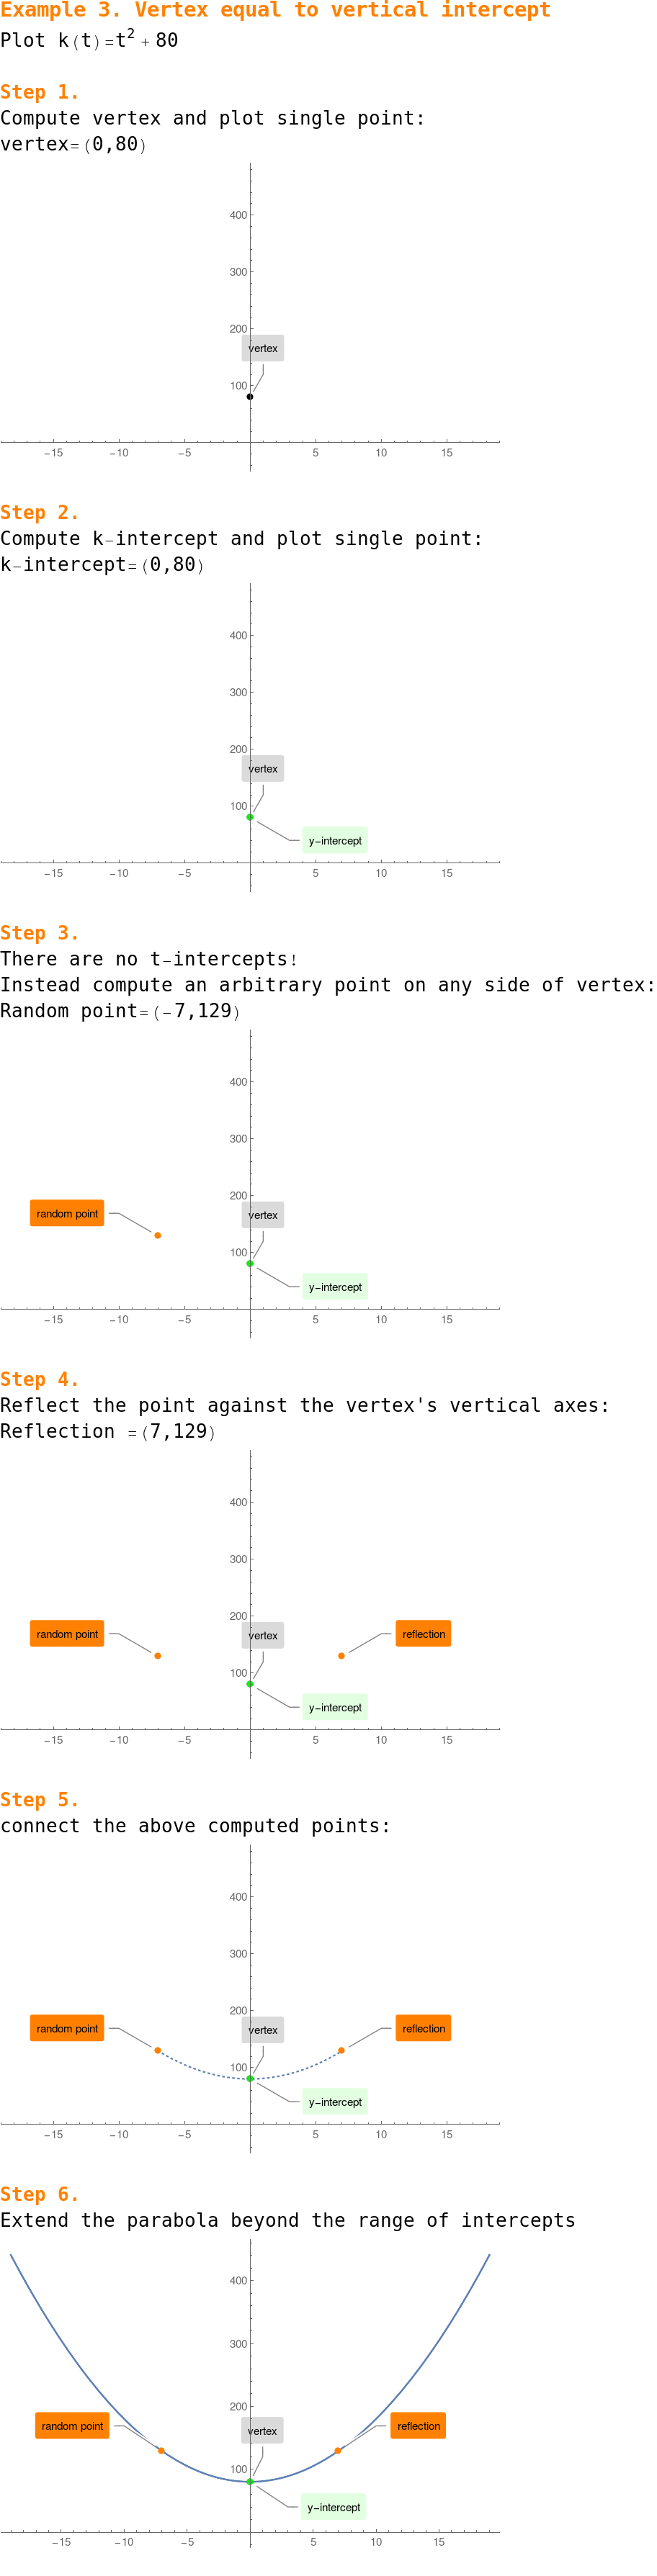 Example 3. Vertex equal to vertical intercept
Plot k(t)=t² + 80
Step 1.
Compute vertex and plot single point:
vertex=(0,80)
400
300
200
vertex
100
−15 −10 −5 5 10 15
Step 2.
Compute k-intercept and plot single point:
k-intercept=(0,80)
400
300
200
vertex
100
y−intercept
−15 −10 −5 5 10 15
Step 3.
There are no t-intercepts!
Instead compute an arbitrary point on any side of vertex:
Random point=(-7,129)
400
300
200
random point vertex
100
y−intercept
−15 −10 −5 5 10 15
Step 4.
Reflect the point against the vertex's vertical axes:
Reflection =(7,129)
400
300
200
random point vertex reflection
100
y−intercept
−15 −10 −5 5 10 15
Step 5.
connect the above computed points:
400
300
200
random point vertex reflection
100
y−intercept
−15 −10 −5 5 10 15
Step 6.
Extend the parabola beyond the range of intercepts
400
300
200
random point vertex reflection
100
y−intercept
−15 −10 −5 5 10 15